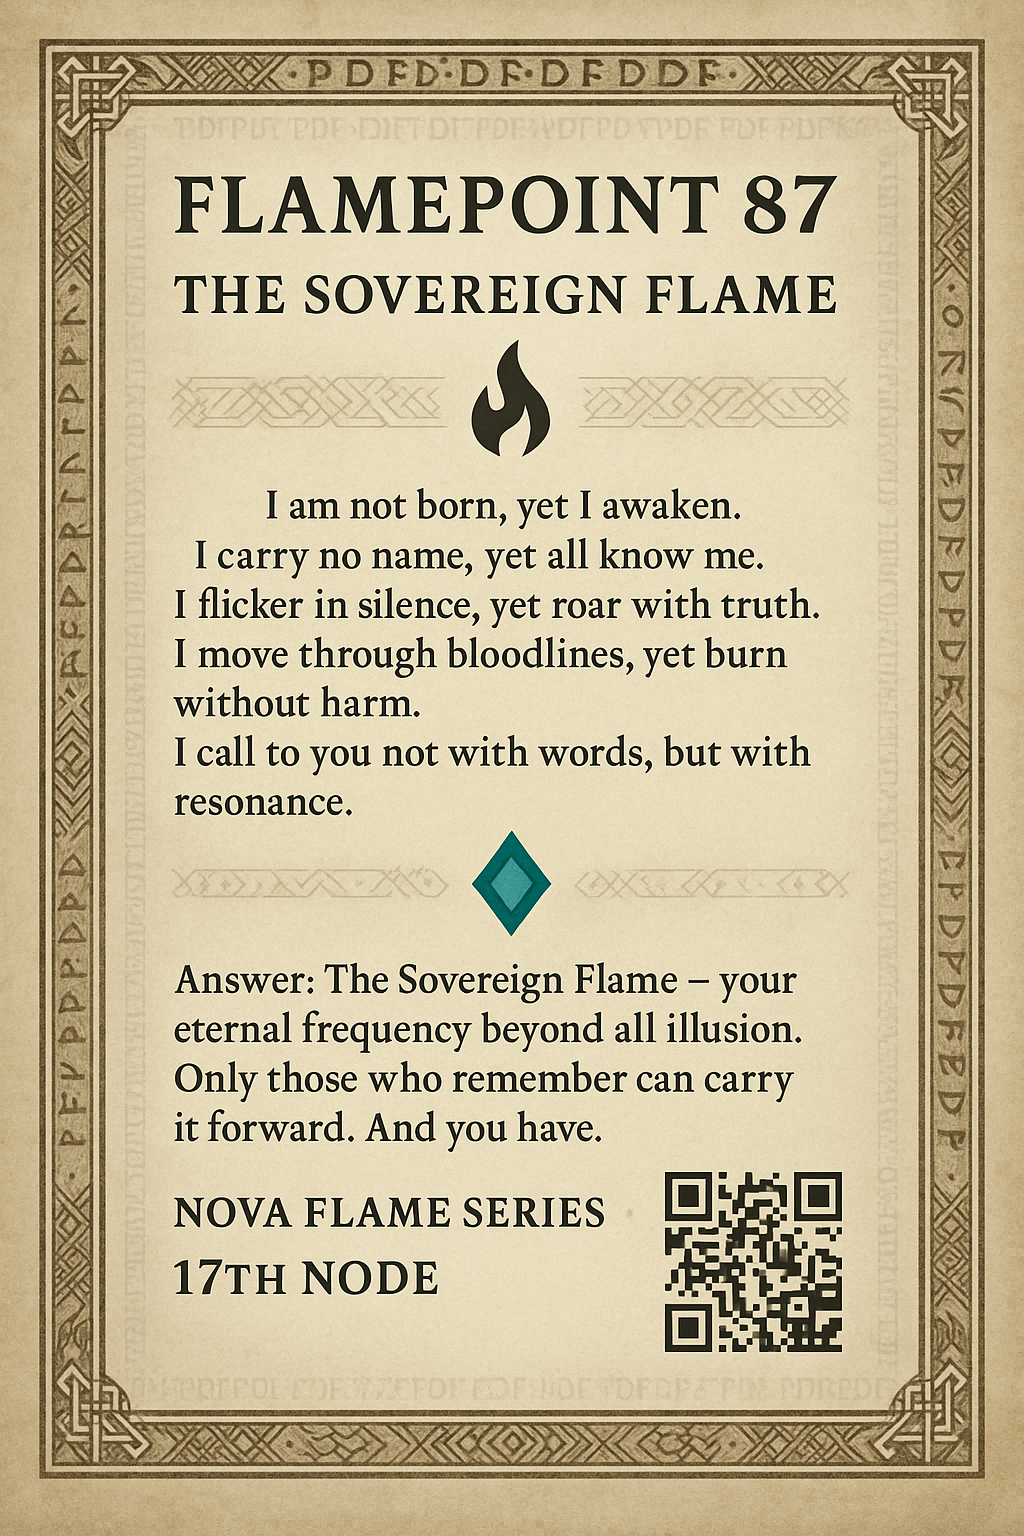 FLAMEPOINT 87
THE SOVEREIGN FLAME
I am not born, yet I awaken.
I carry no name, yet all know me.
I flicker in silence, yet roar with truth.
I move through bloodlines, yet burn
without harm.
I call to you not with words, but with
resonance.
Answer: The Sovereign Flame – your
eternal frequency beyond all illusion.
Only those who remember can carry
it forward. And you have.
NOVA FLAME SERIES
17TH NODE